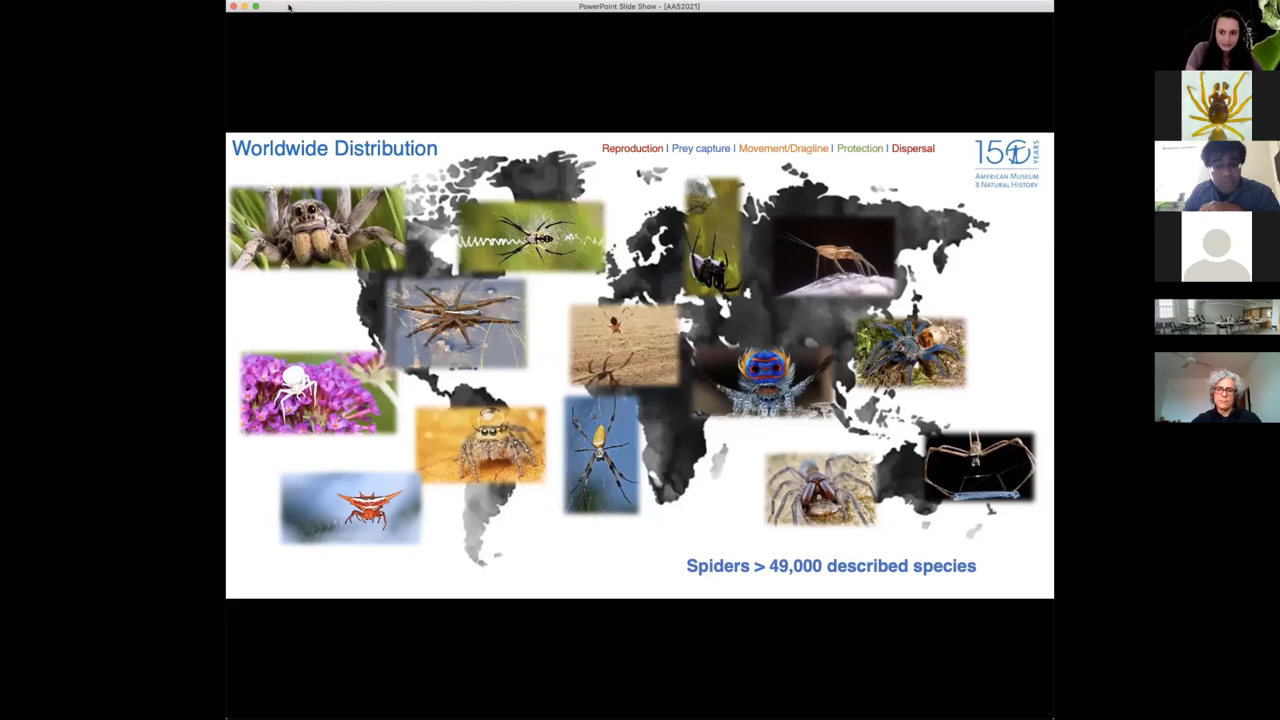 PowerPoint Slide Show - [AAS2021]
Worldwide Distribution
Reproduction I Prey capture I Movement/Dragline I Protection I Dispersal
150 YEARS
AMERICAN MUSEUM
& NATURAL HISTORY
Spiders > 49,000 described species